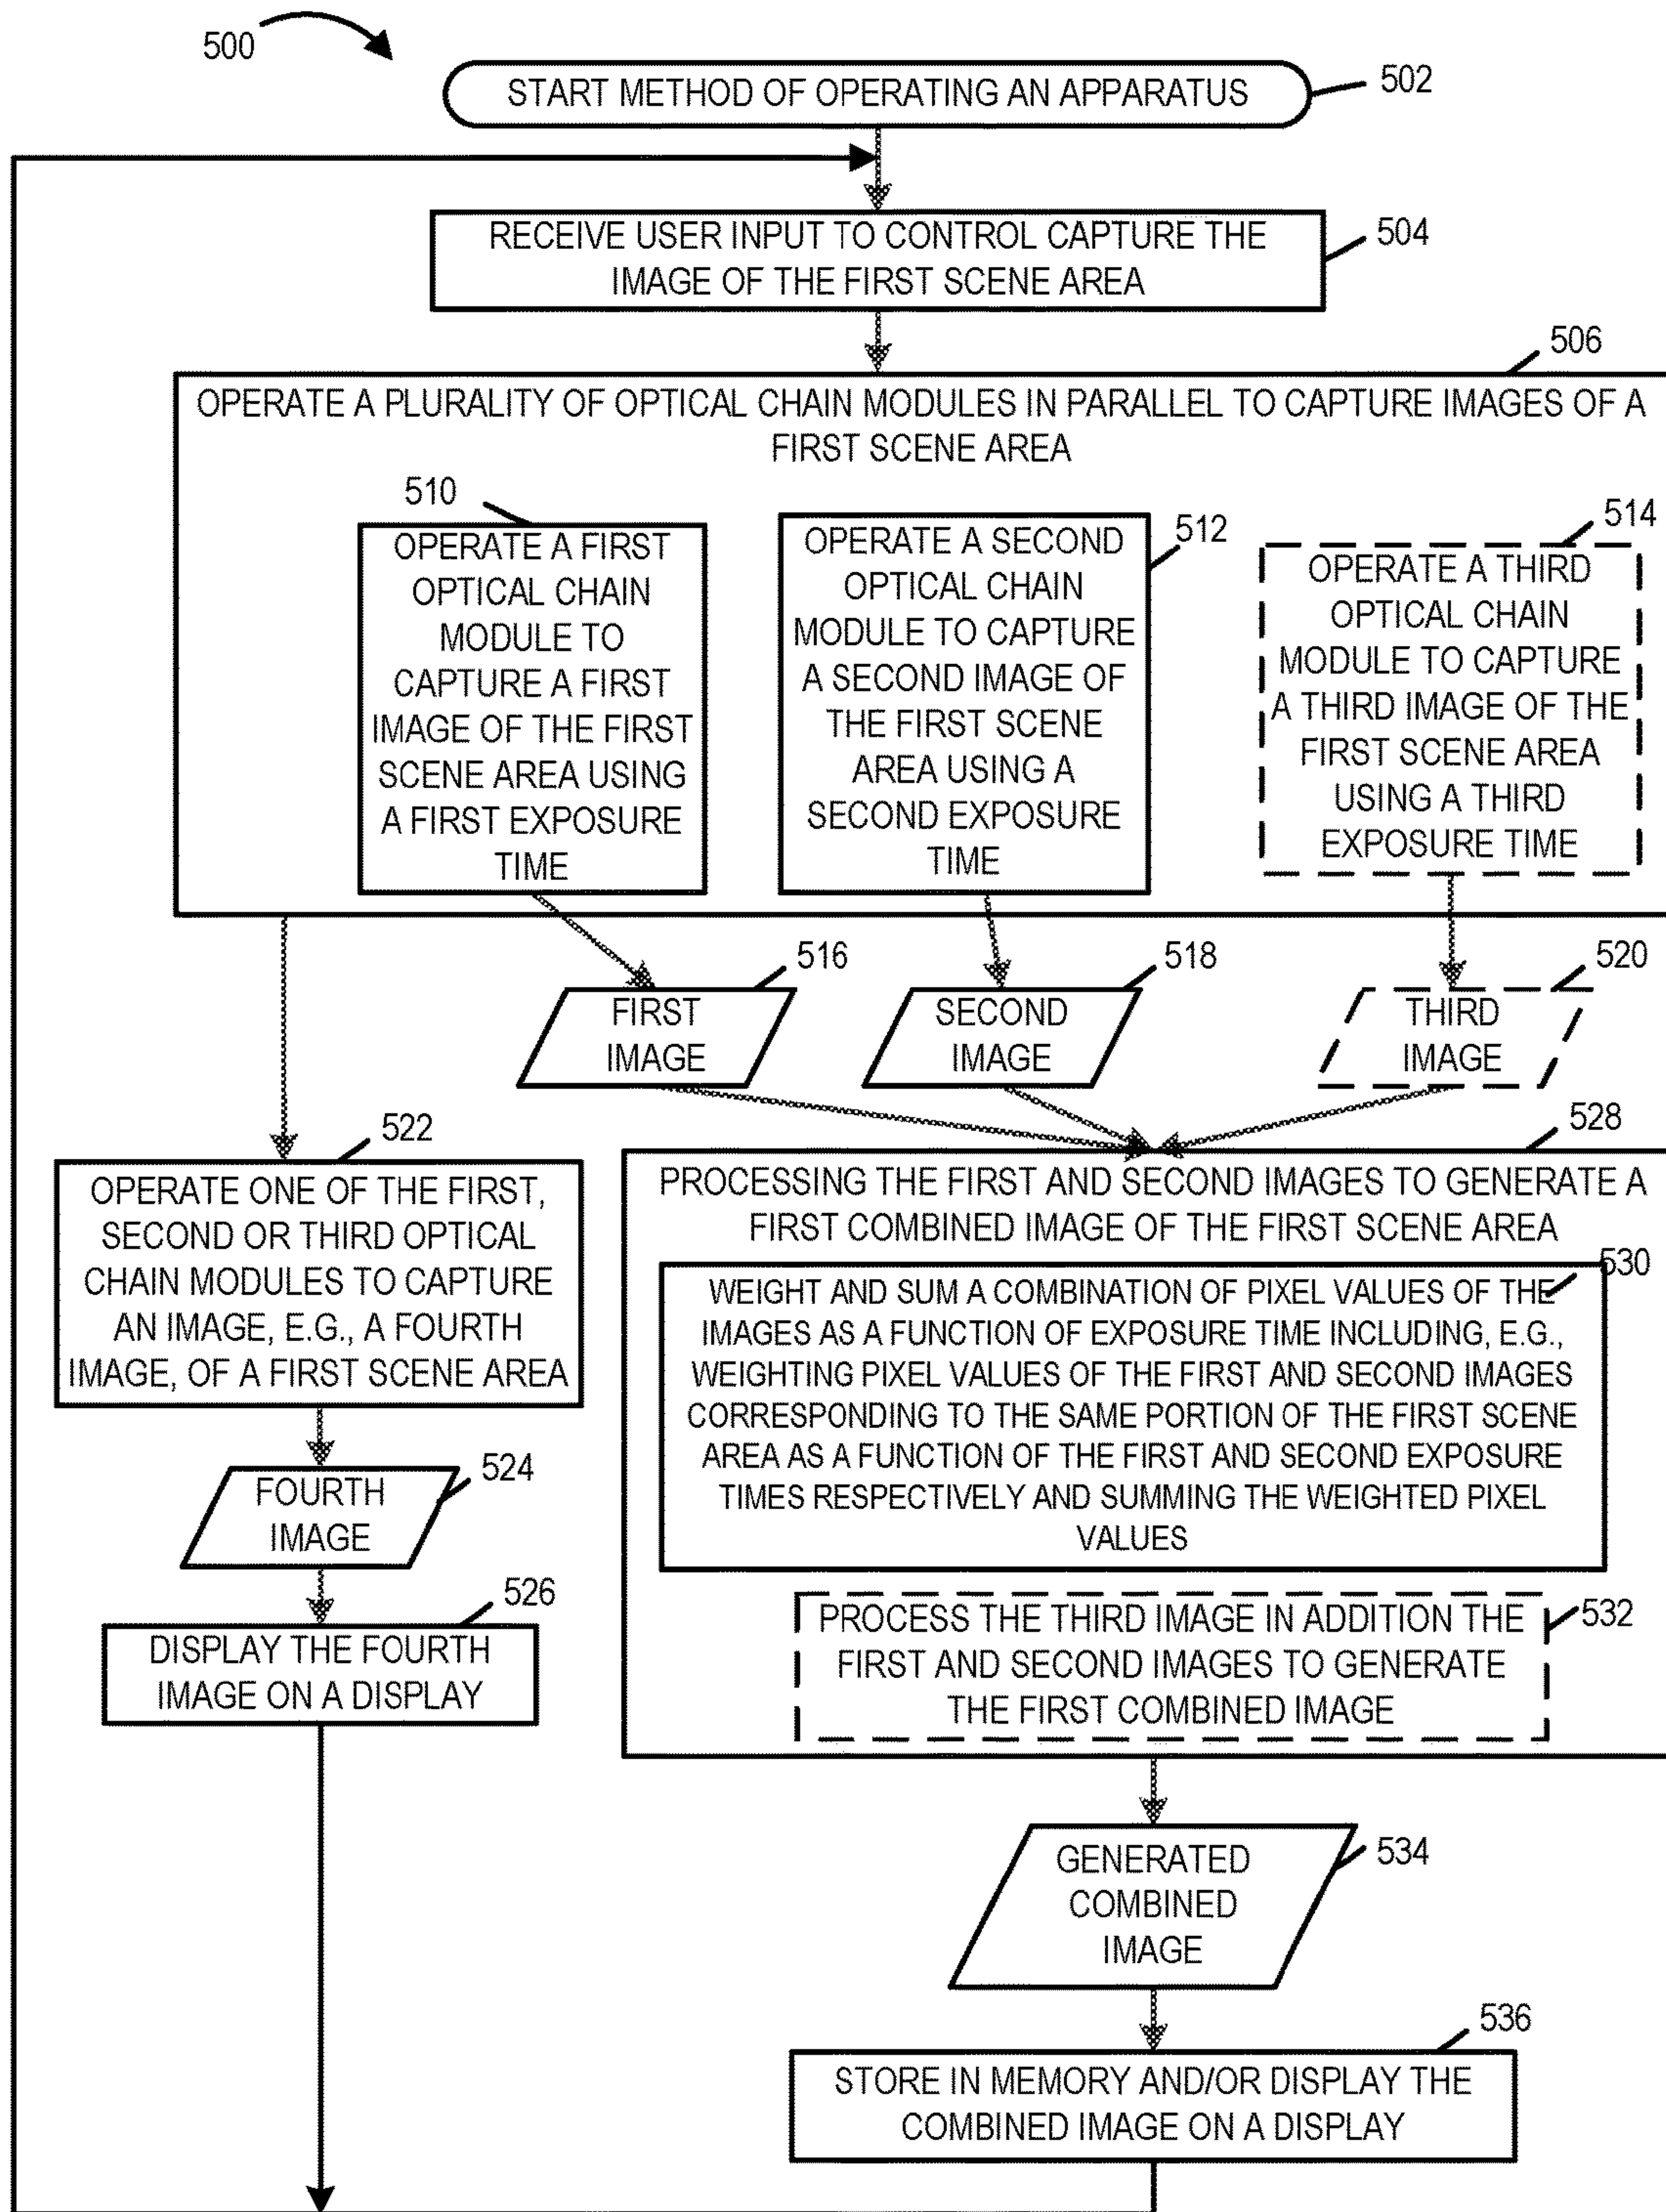 500
START METHOD OF OPERATING AN APPARATUS
502
RECEIVE USER INPUT TO CONTROL CAPTURE THE
IMAGE OF THE FIRST SCENE AREA
504
506
OPERATE A PLURALITY OF OPTICAL CHAIN MODULES IN PARALLEL TO CAPTURE IMAGES OF A
FIRST SCENE AREA
510
OPERATE A FIRST
OPTICAL CHAIN
MODULE TO
CAPTURE A FIRST
IMAGE OF THE FIRST
SCENE AREA USING
A FIRST EXPOSURE
TIME
512
OPERATE A SECOND
OPTICAL CHAIN
MODULE TO CAPTURE
A SECOND IMAGE OF
THE FIRST SCENE
AREA USING A
SECOND EXPOSURE
TIME
514
OPERATE A THIRD
OPTICAL CHAIN
MODULE TO CAPTURE
A THIRD IMAGE OF THE
FIRST SCENE AREA
USING A THIRD
EXPOSURE TIME
516
FIRST
IMAGE
518
SECOND
IMAGE
520
THIRD
IMAGE
522
OPERATE ONE OF THE FIRST,
SECOND OR THIRD OPTICAL
CHAIN MODULES TO CAPTURE
AN IMAGE, E.G., A FOURTH
IMAGE, OF A FIRST SCENE AREA
524
FOURTH
IMAGE
526
DISPLAY THE FOURTH
IMAGE ON A DISPLAY
528
PROCESSING THE FIRST AND SECOND IMAGES TO GENERATE A
FIRST COMBINED IMAGE OF THE FIRST SCENE AREA
530
WEIGHT AND SUM A COMBINATION OF PIXEL VALUES OF THE
IMAGES AS A FUNCTION OF EXPOSURE TIME INCLUDING, E.G.,
WEIGHTING PIXEL VALUES OF THE FIRST AND SECOND IMAGES
CORRESPONDING TO THE SAME PORTION OF THE FIRST SCENE
AREA AS A FUNCTION OF THE FIRST AND SECOND EXPOSURE
TIMES RESPECTIVELY AND SUMMING THE WEIGHTED PIXEL
VALUES
532
PROCESS THE THIRD IMAGE IN ADDITION THE
FIRST AND SECOND IMAGES TO GENERATE
THE FIRST COMBINED IMAGE
534
GENERATED
COMBINED
IMAGE
536
STORE IN MEMORY AND/OR DISPLAY THE
COMBINED IMAGE ON A DISPLAY